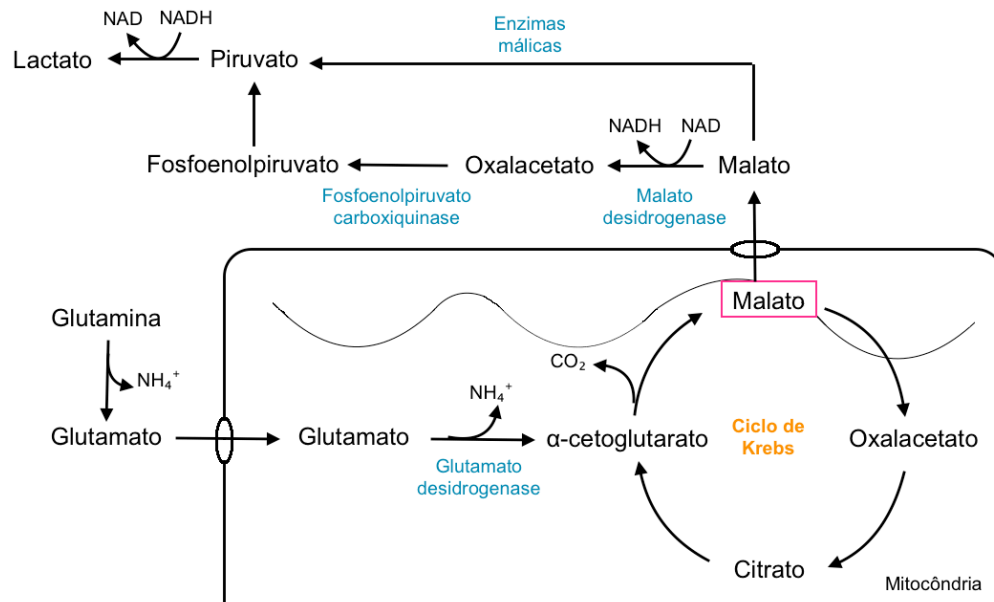 Enzimas
málicas
NAD
NADH
Lactato
Piruvato
NADH
NAD
Fosfoenolpiruvato
Oxalacetato
Malato
Fosfoenolpiruvato
carboxiquinase
Malato
desidrogenase
Malato
Glutamina
CO₂
NH₄⁺
NH₄⁺
Glutamato
Glutamato
α-cetoglutarato
Ciclo de
Krebs
Oxalacetato
Glutamato
desidrogenase
Citrato
Mitocôndria